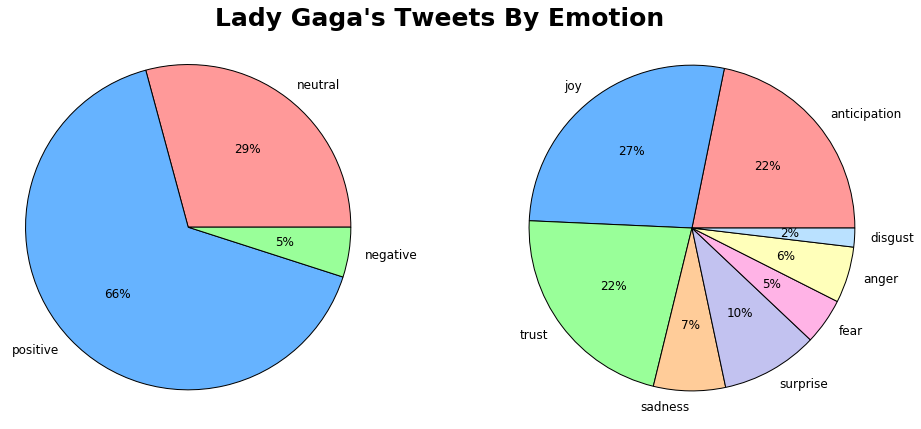 Lady Gaga's Tweets By Emotion
neutral
29%
positive
66%
negative
5%
anticipation
22%
joy
27%
trust
22%
sadness
7%
surprise
10%
fear
5%
anger
6%
disgust
2%